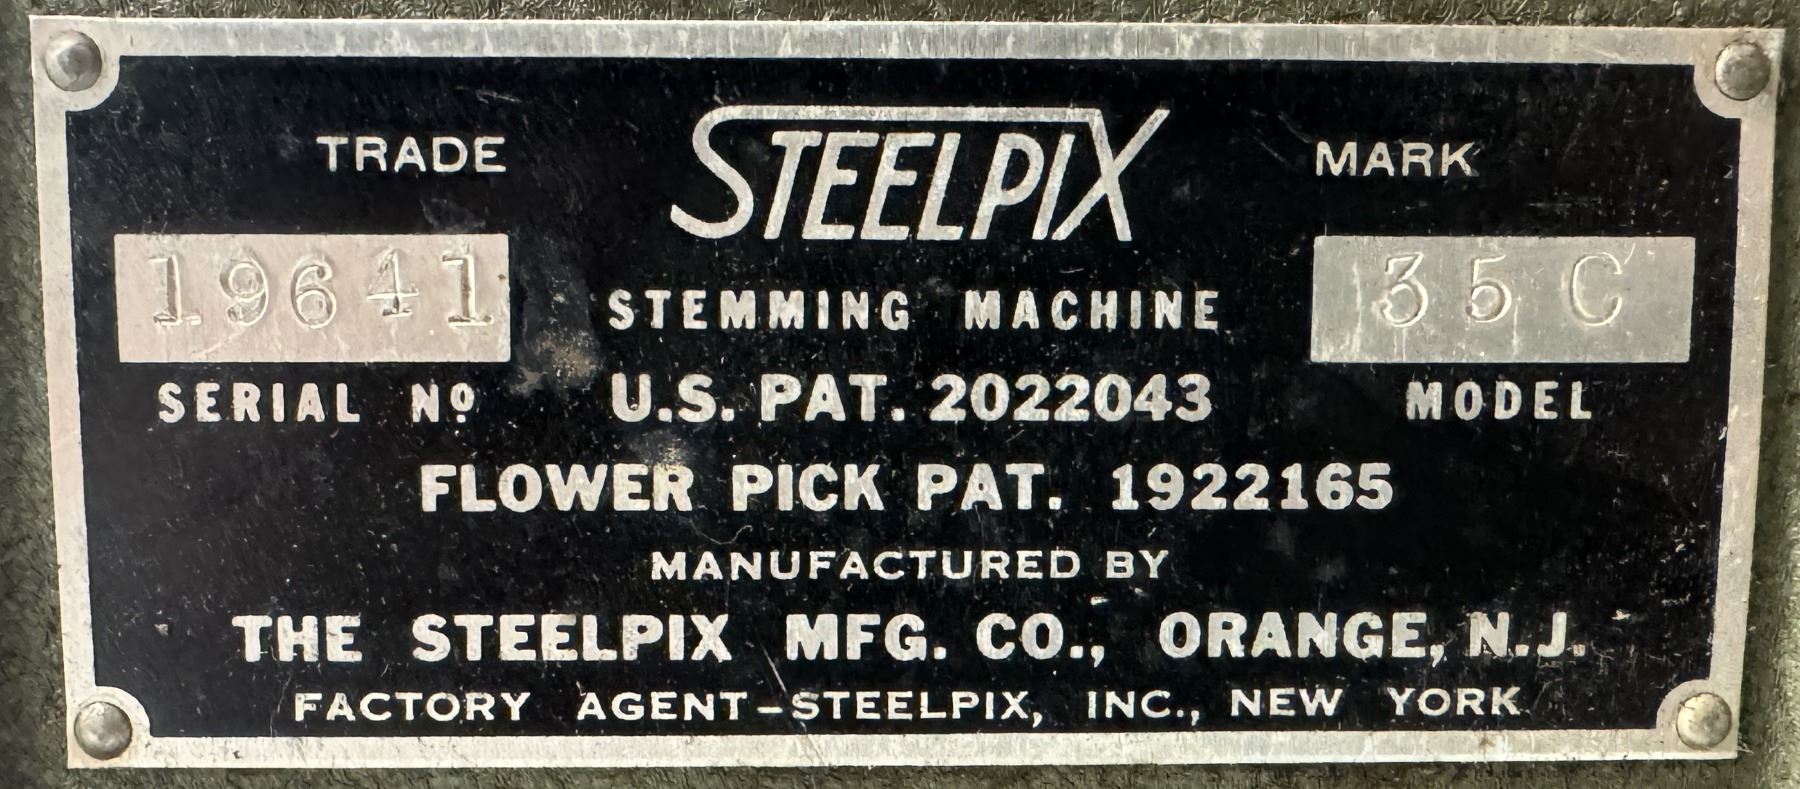 TRADE STEELPIX MARK
19641 STEMMING MACHINE 35C
SERIAL Nº U.S. PAT. 2022043 MODEL
FLOWER PICK PAT. 1922165
MANUFACTURED BY
THE STEELPIX MFG. CO., ORANGE, N.J.
FACTORY AGENT-STEELPIX, INC., NEW YORK